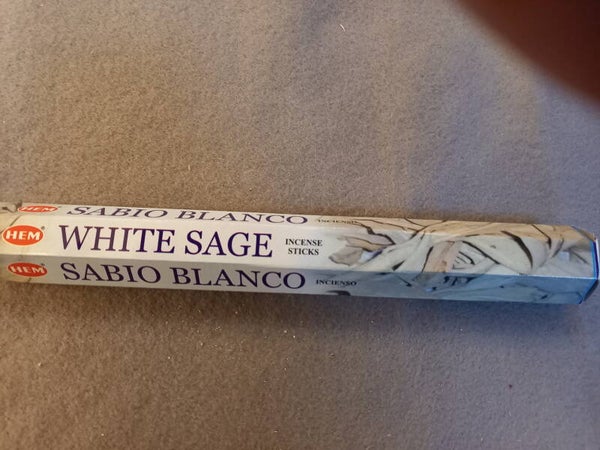 HEM SABIO BLANCO INCIENSO
HEM® WHITE SAGE INCENSE
STICKS
HEM SABIO BLANCO INCIENSO